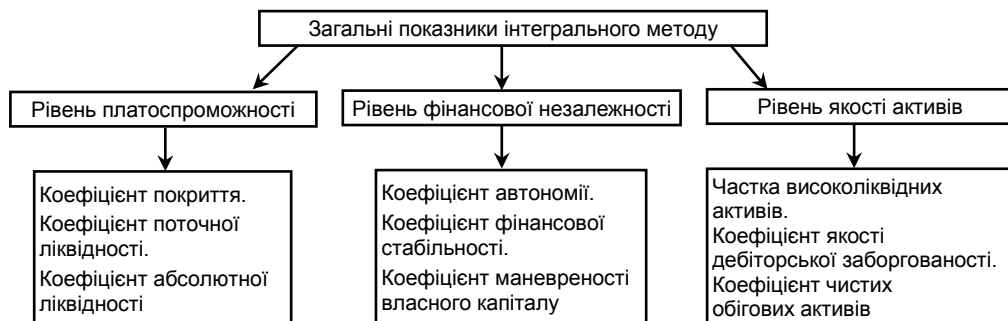 Загальні показники інтегрального методу
Рівень платоспроможності
Рівень фінансової незалежності
Рівень якості активів
Коефіцієнт покриття.
Коефіцієнт поточної
ліквідності.
Коефіцієнт абсолютної
ліквідності
Коефіцієнт автономії.
Коефіцієнт фінансової
стабільності.
Коефіцієнт маневреності
власного капіталу
Частка високоліквідних
активів.
Коефіцієнт якості
дебіторської заборгованості.
Коефіцієнт чистих
обігових активів